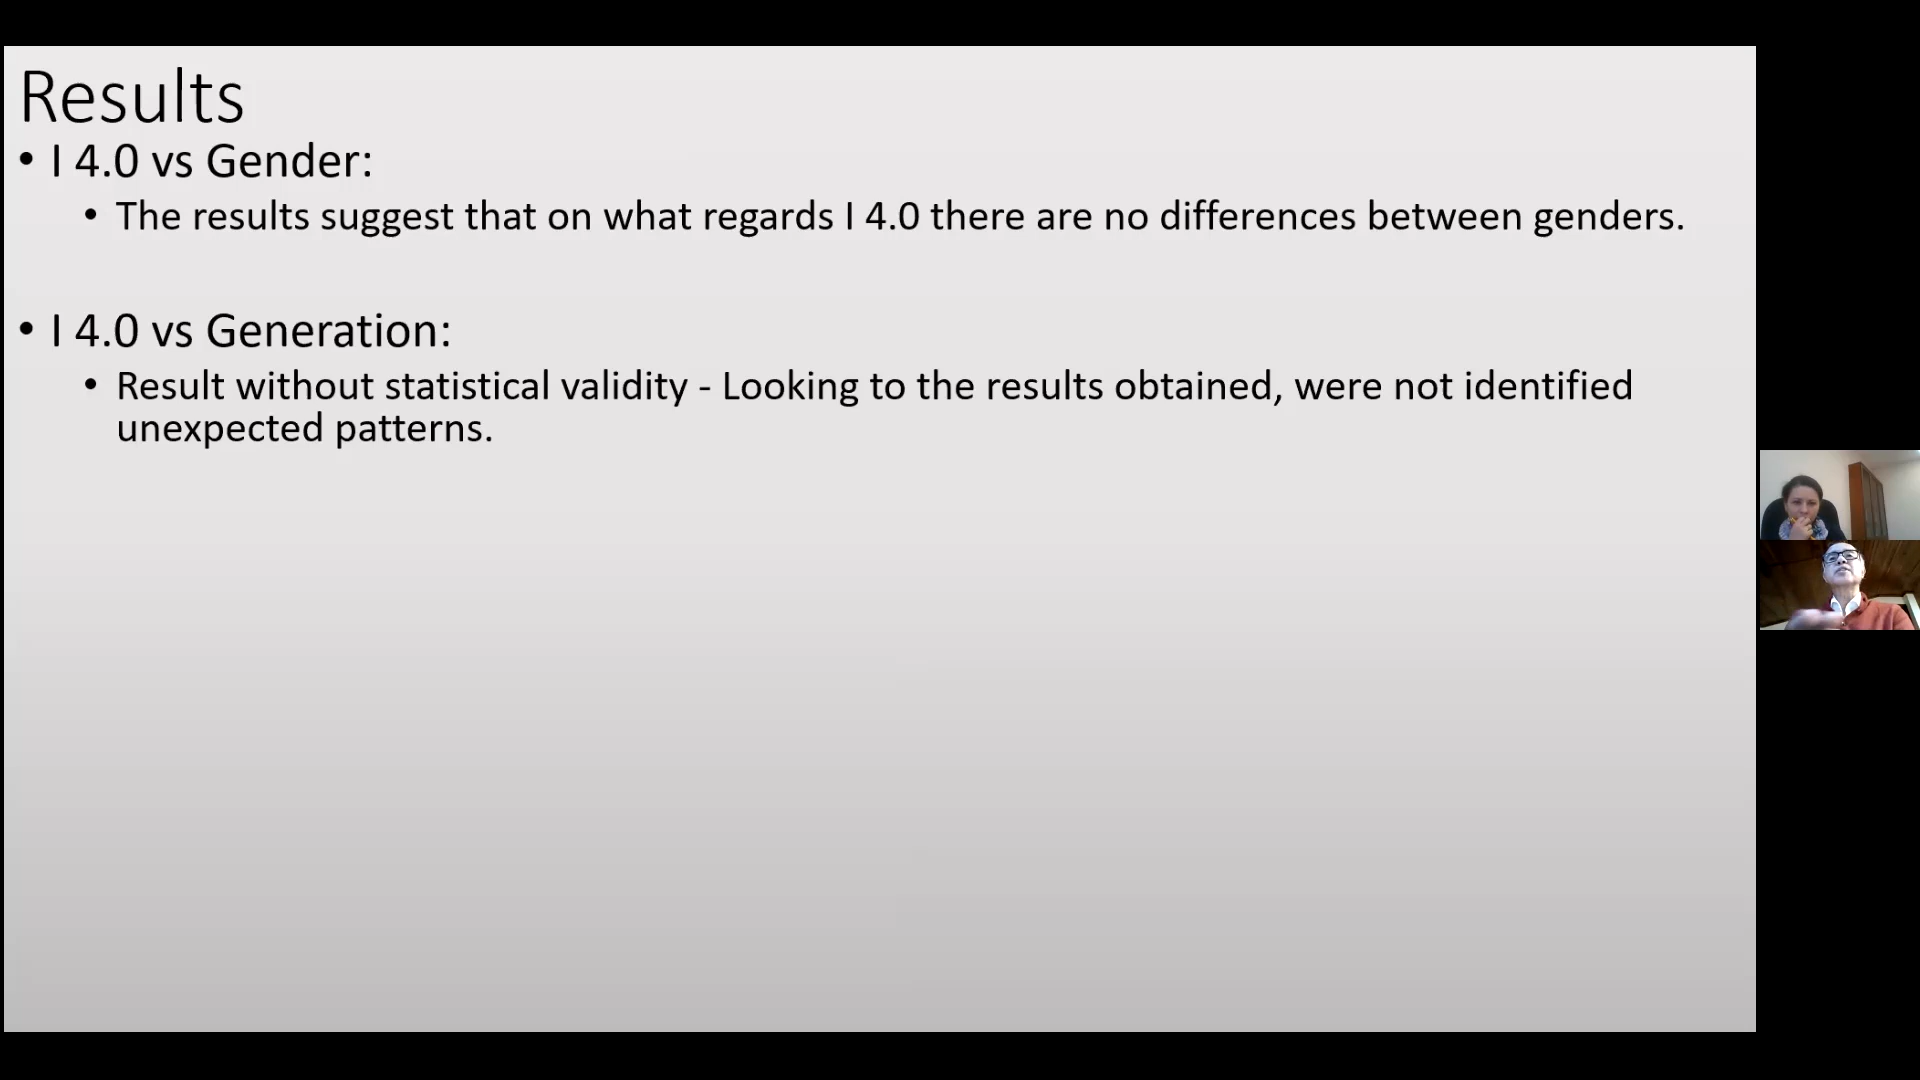 Results
• I 4.0 vs Gender:
• The results suggest that on what regards I 4.0 there are no differences between genders.
• I 4.0 vs Generation:
• Result without statistical validity - Looking to the results obtained, were not identified
unexpected patterns.